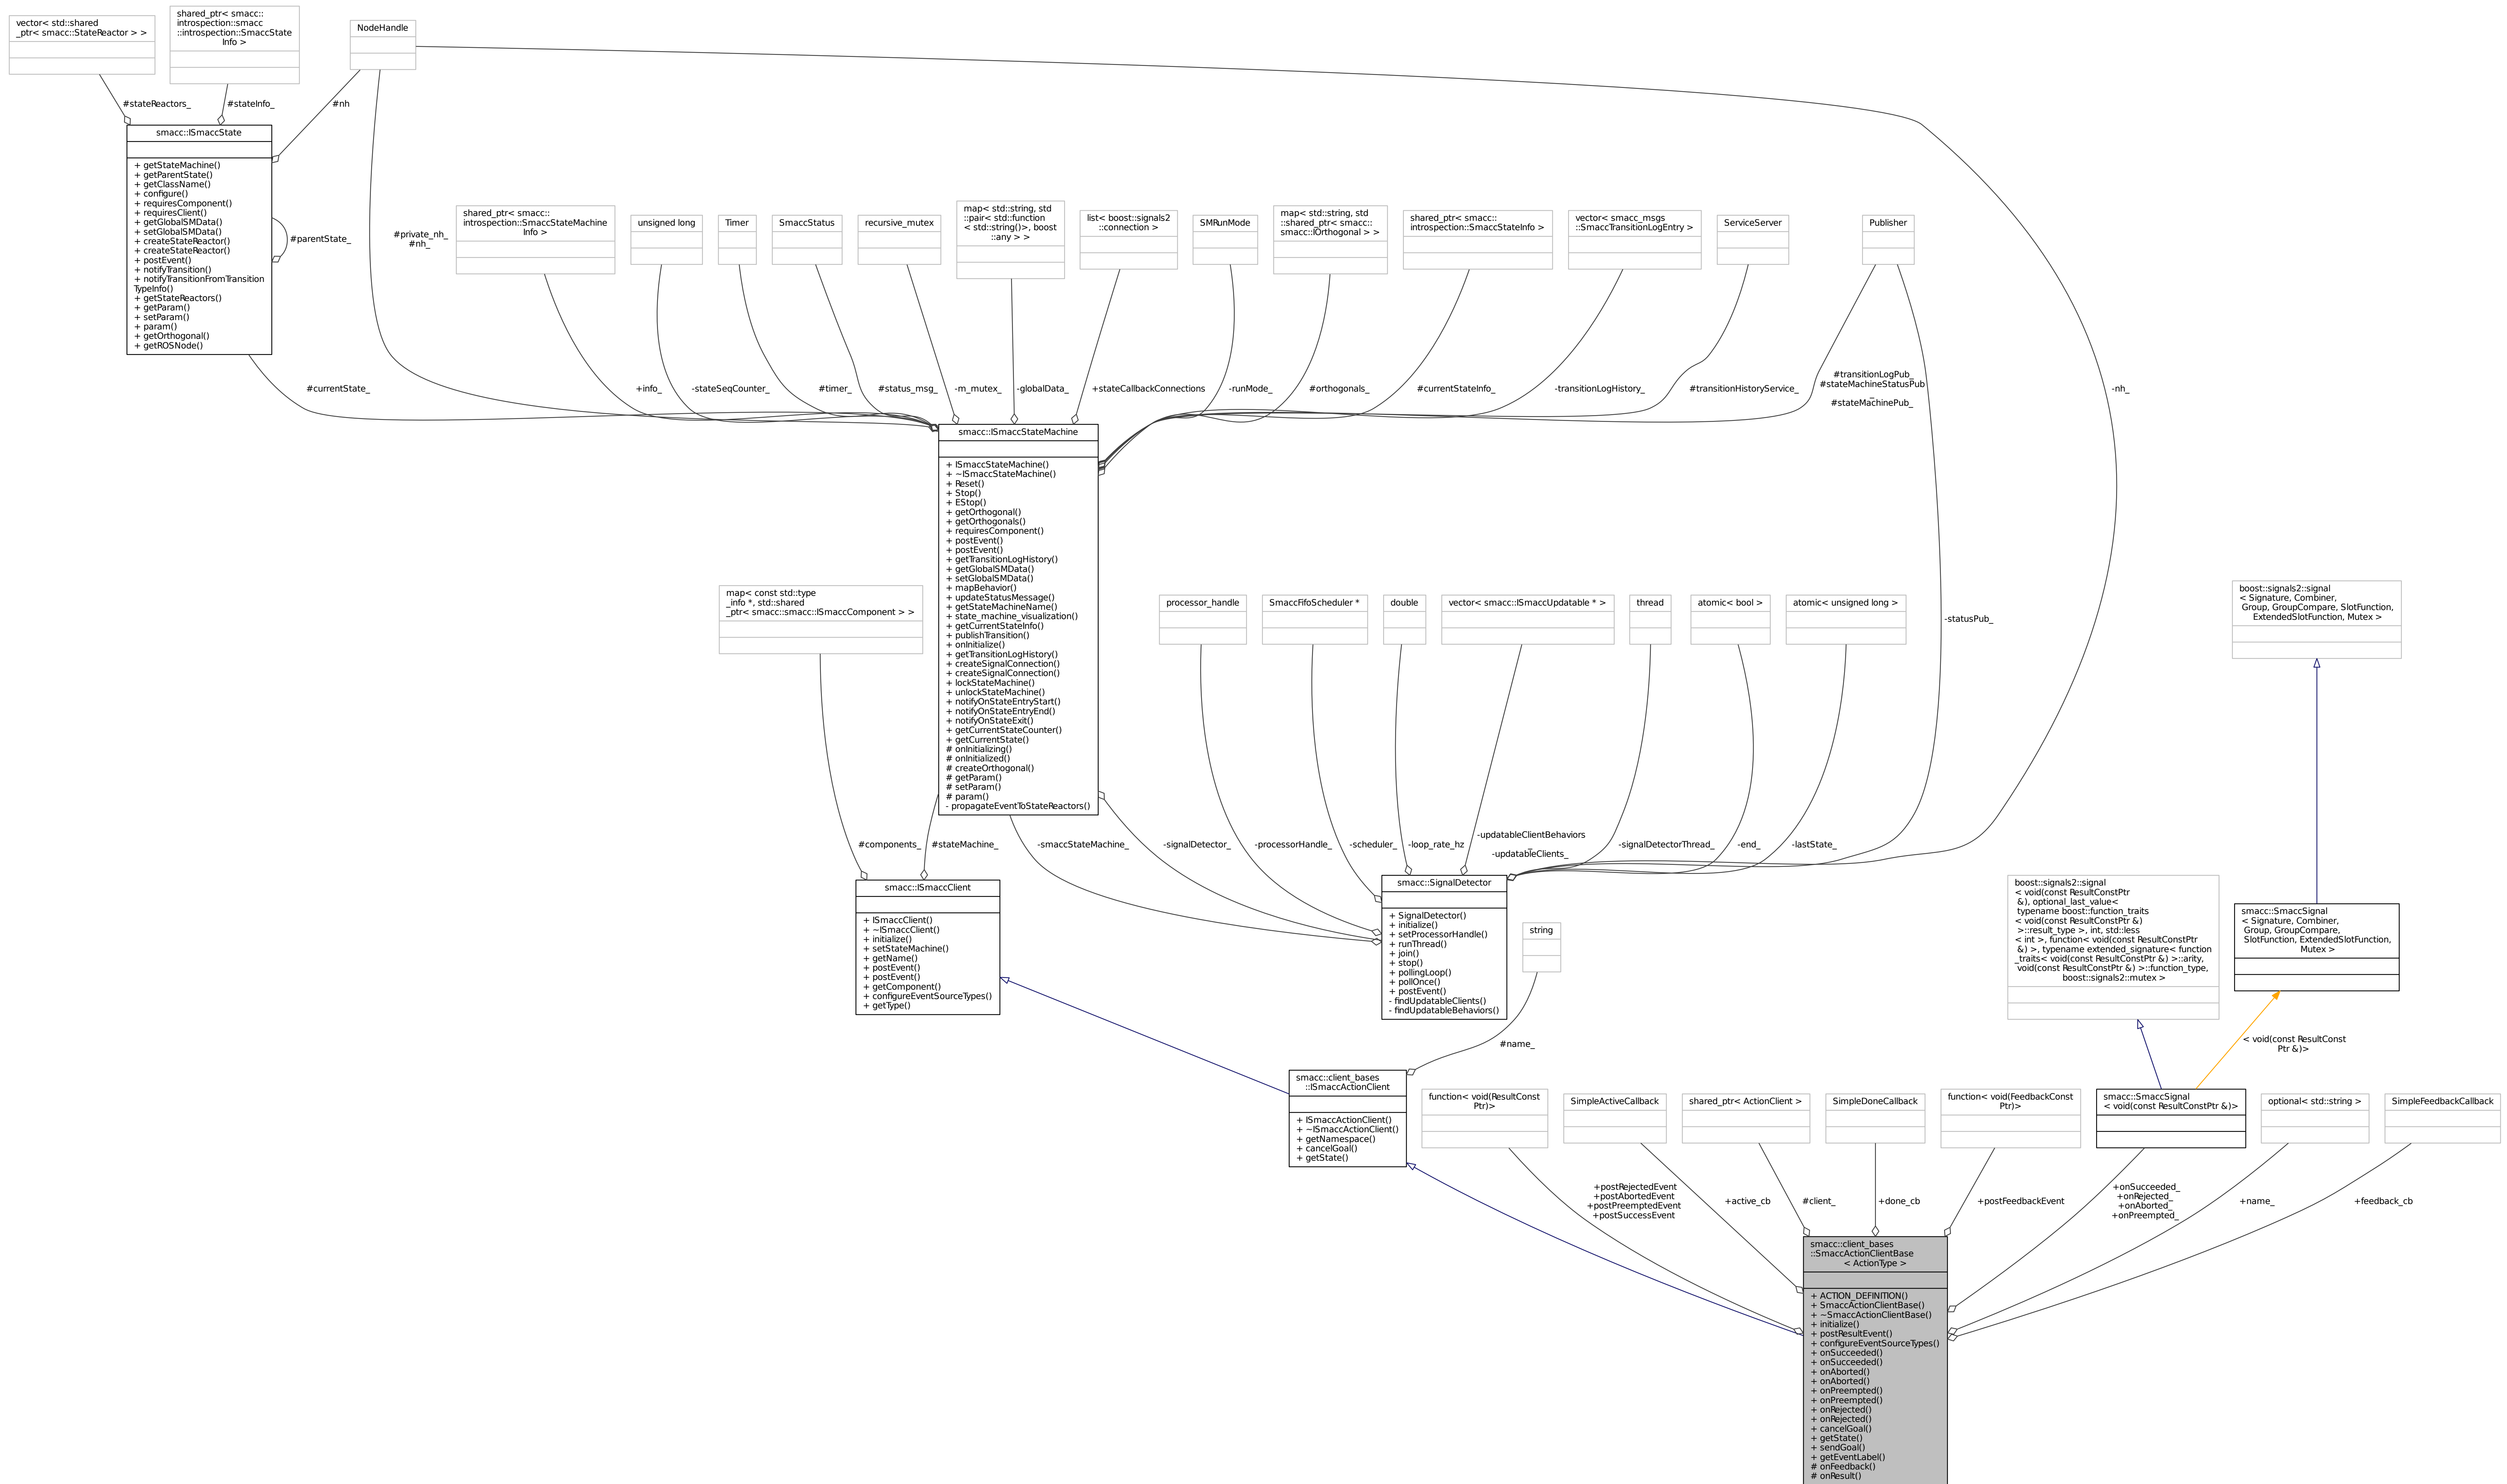 vector< std::shared
_ptr< smacc::StateReactor > >
shared_ptr< smacc::
introspection::smacc
::introspection::SmaccState
Info >
NodeHandle
#stateReactors_
#stateInfo_
#nh
smacc::ISmaccState
+ getStateMachine()
+ getParentState()
+ getClassName()
+ configure()
+ requiresComponent()
+ requiresClient()
+ getGlobalSMData()
+ setGlobalSMData()
+ createStateReactor()
+ createStateReactor()
+ postEvent()
+ notifyTransition()
+ notifyTransitionFromTransition
TypeInfo()
+ getStateReactors()
+ getParam()
+ setParam()
+ param()
+ getOrthogonal()
+ getROSNode()
#parentState_
#private_nh_
#nh_
shared_ptr< smacc::
introspection::SmaccStateMachine
Info >
unsigned long
Timer
SmaccStatus
recursive_mutex
map< std::string, std
::pair< std::function
< std::string()>, boost
::any > >
list< boost::signals2
::connection >
SMRunMode
map< std::string, std
::shared_ptr< smacc::
smacc::IOrthogonal > >
shared_ptr< smacc::
introspection::SmaccStateInfo >
vector< smacc_msgs
::SmaccTransitionLogEntry >
ServiceServer
Publisher
#currentState_
+info_
-stateSeqCounter_
#timer_
#status_msg_
-m_mutex_
-globalData_
+stateCallbackConnections
-runMode_
#orthogonals_
#currentStateInfo_
-transitionLogHistory_
#transitionHistoryService_
#transitionLogPub_
#stateMachineStatusPub
_
#stateMachinePub_
-nh_
smacc::ISmaccStateMachine
+ ISmaccStateMachine()
+ ~ISmaccStateMachine()
+ Reset()
+ Stop()
+ EStop()
+ getOrthogonal()
+ getOrthogonals()
+ requiresComponent()
+ postEvent()
+ postEvent()
+ getTransitionLogHistory()
+ getGlobalSMData()
+ setGlobalSMData()
+ mapBehavior()
+ updateStatusMessage()
+ getStateMachineName()
+ state_machine_visualization()
+ getCurrentStateInfo()
+ publishTransition()
+ onInitialize()
+ getTransitionLogHistory()
+ createSignalConnection()
+ createSignalConnection()
+ lockStateMachine()
+ unlockStateMachine()
+ notifyOnStateEntryStart()
+ notifyOnStateEntryEnd()
+ notifyOnStateExit()
+ getCurrentStateCounter()
+ getCurrentState()
# onInitializing()
# onInitialized()
# createOrthogonal()
# getParam()
# setParam()
# param()
- propagateEventToStateReactors()
map< const std::type
_info *, std::shared
_ptr< smacc::smacc::ISmaccComponent > >
processor_handle
SmaccFifoScheduler *
double
vector< smacc::ISmaccUpdatable * >
thread
atomic< bool >
atomic< unsigned long >
-statusPub_
boost::signals2::signal
< Signature, Combiner,
Group, GroupCompare, SlotFunction,
ExtendedSlotFunction, Mutex >
#components_
#stateMachine_
-smaccStateMachine_
-signalDetector_
-processorHandle_
-scheduler_
-loop_rate_hz
-updatableClientBehaviors
_
-updatableClients_
-signalDetectorThread_
-end_
-lastState_
smacc::ISmaccClient
+ ISmaccClient()
+ ~ISmaccClient()
+ initialize()
+ setStateMachine()
+ getName()
+ postEvent()
+ postEvent()
+ getComponent()
+ configureEventSourceTypes()
+ getType()
smacc::SignalDetector
+ SignalDetector()
+ initialize()
+ setProcessorHandle()
+ runThread()
+ join()
+ stop()
+ pollingLoop()
+ pollOnce()
+ postEvent()
- findUpdatableClients()
- findUpdatableBehaviors()
string
boost::signals2::signal
< void(const ResultConstPtr
&), optional_last_value<
typename boost::function_traits
< void(const ResultConstPtr &)
>::result_type >, int, std::less
< int >, function< void(const ResultConstPtr
&) >, typename extended_signature< function
_traits< void(const ResultConstPtr &) >::arity,
void(const ResultConstPtr &) >::function_type,
boost::signals2::mutex >
smacc::SmaccSignal
< Signature, Combiner,
Group, GroupCompare,
SlotFunction, ExtendedSlotFunction,
Mutex >
#name_
< void(const ResultConst
Ptr &)>
smacc::client_bases
::ISmaccActionClient
+ ISmaccActionClient()
+ ~ISmaccActionClient()
+ getNamespace()
+ cancelGoal()
+ getState()
function< void(ResultConst
Ptr)>
SimpleActiveCallback
shared_ptr< ActionClient >
SimpleDoneCallback
function< void(FeedbackConst
Ptr)>
smacc::SmaccSignal
< void(const ResultConstPtr &)>
optional< std::string >
SimpleFeedbackCallback
+postRejectedEvent
+postAbortedEvent
+postPreemptedEvent
+postSuccessEvent
+active_cb
#client_
+done_cb
+postFeedbackEvent
+onSucceeded_
+onRejected_
+onAborted_
+onPreempted_
+name_
+feedback_cb
smacc::client_bases
::SmaccActionClientBase
< ActionType >
+ ACTION_DEFINITION()
+ SmaccActionClientBase()
+ ~SmaccActionClientBase()
+ initialize()
+ postResultEvent()
+ configureEventSourceTypes()
+ onSucceeded()
+ onSucceeded()
+ onAborted()
+ onAborted()
+ onPreempted()
+ onPreempted()
+ onRejected()
+ onRejected()
+ cancelGoal()
+ getState()
+ sendGoal()
+ getEventLabel()
# onFeedback()
# onResult()